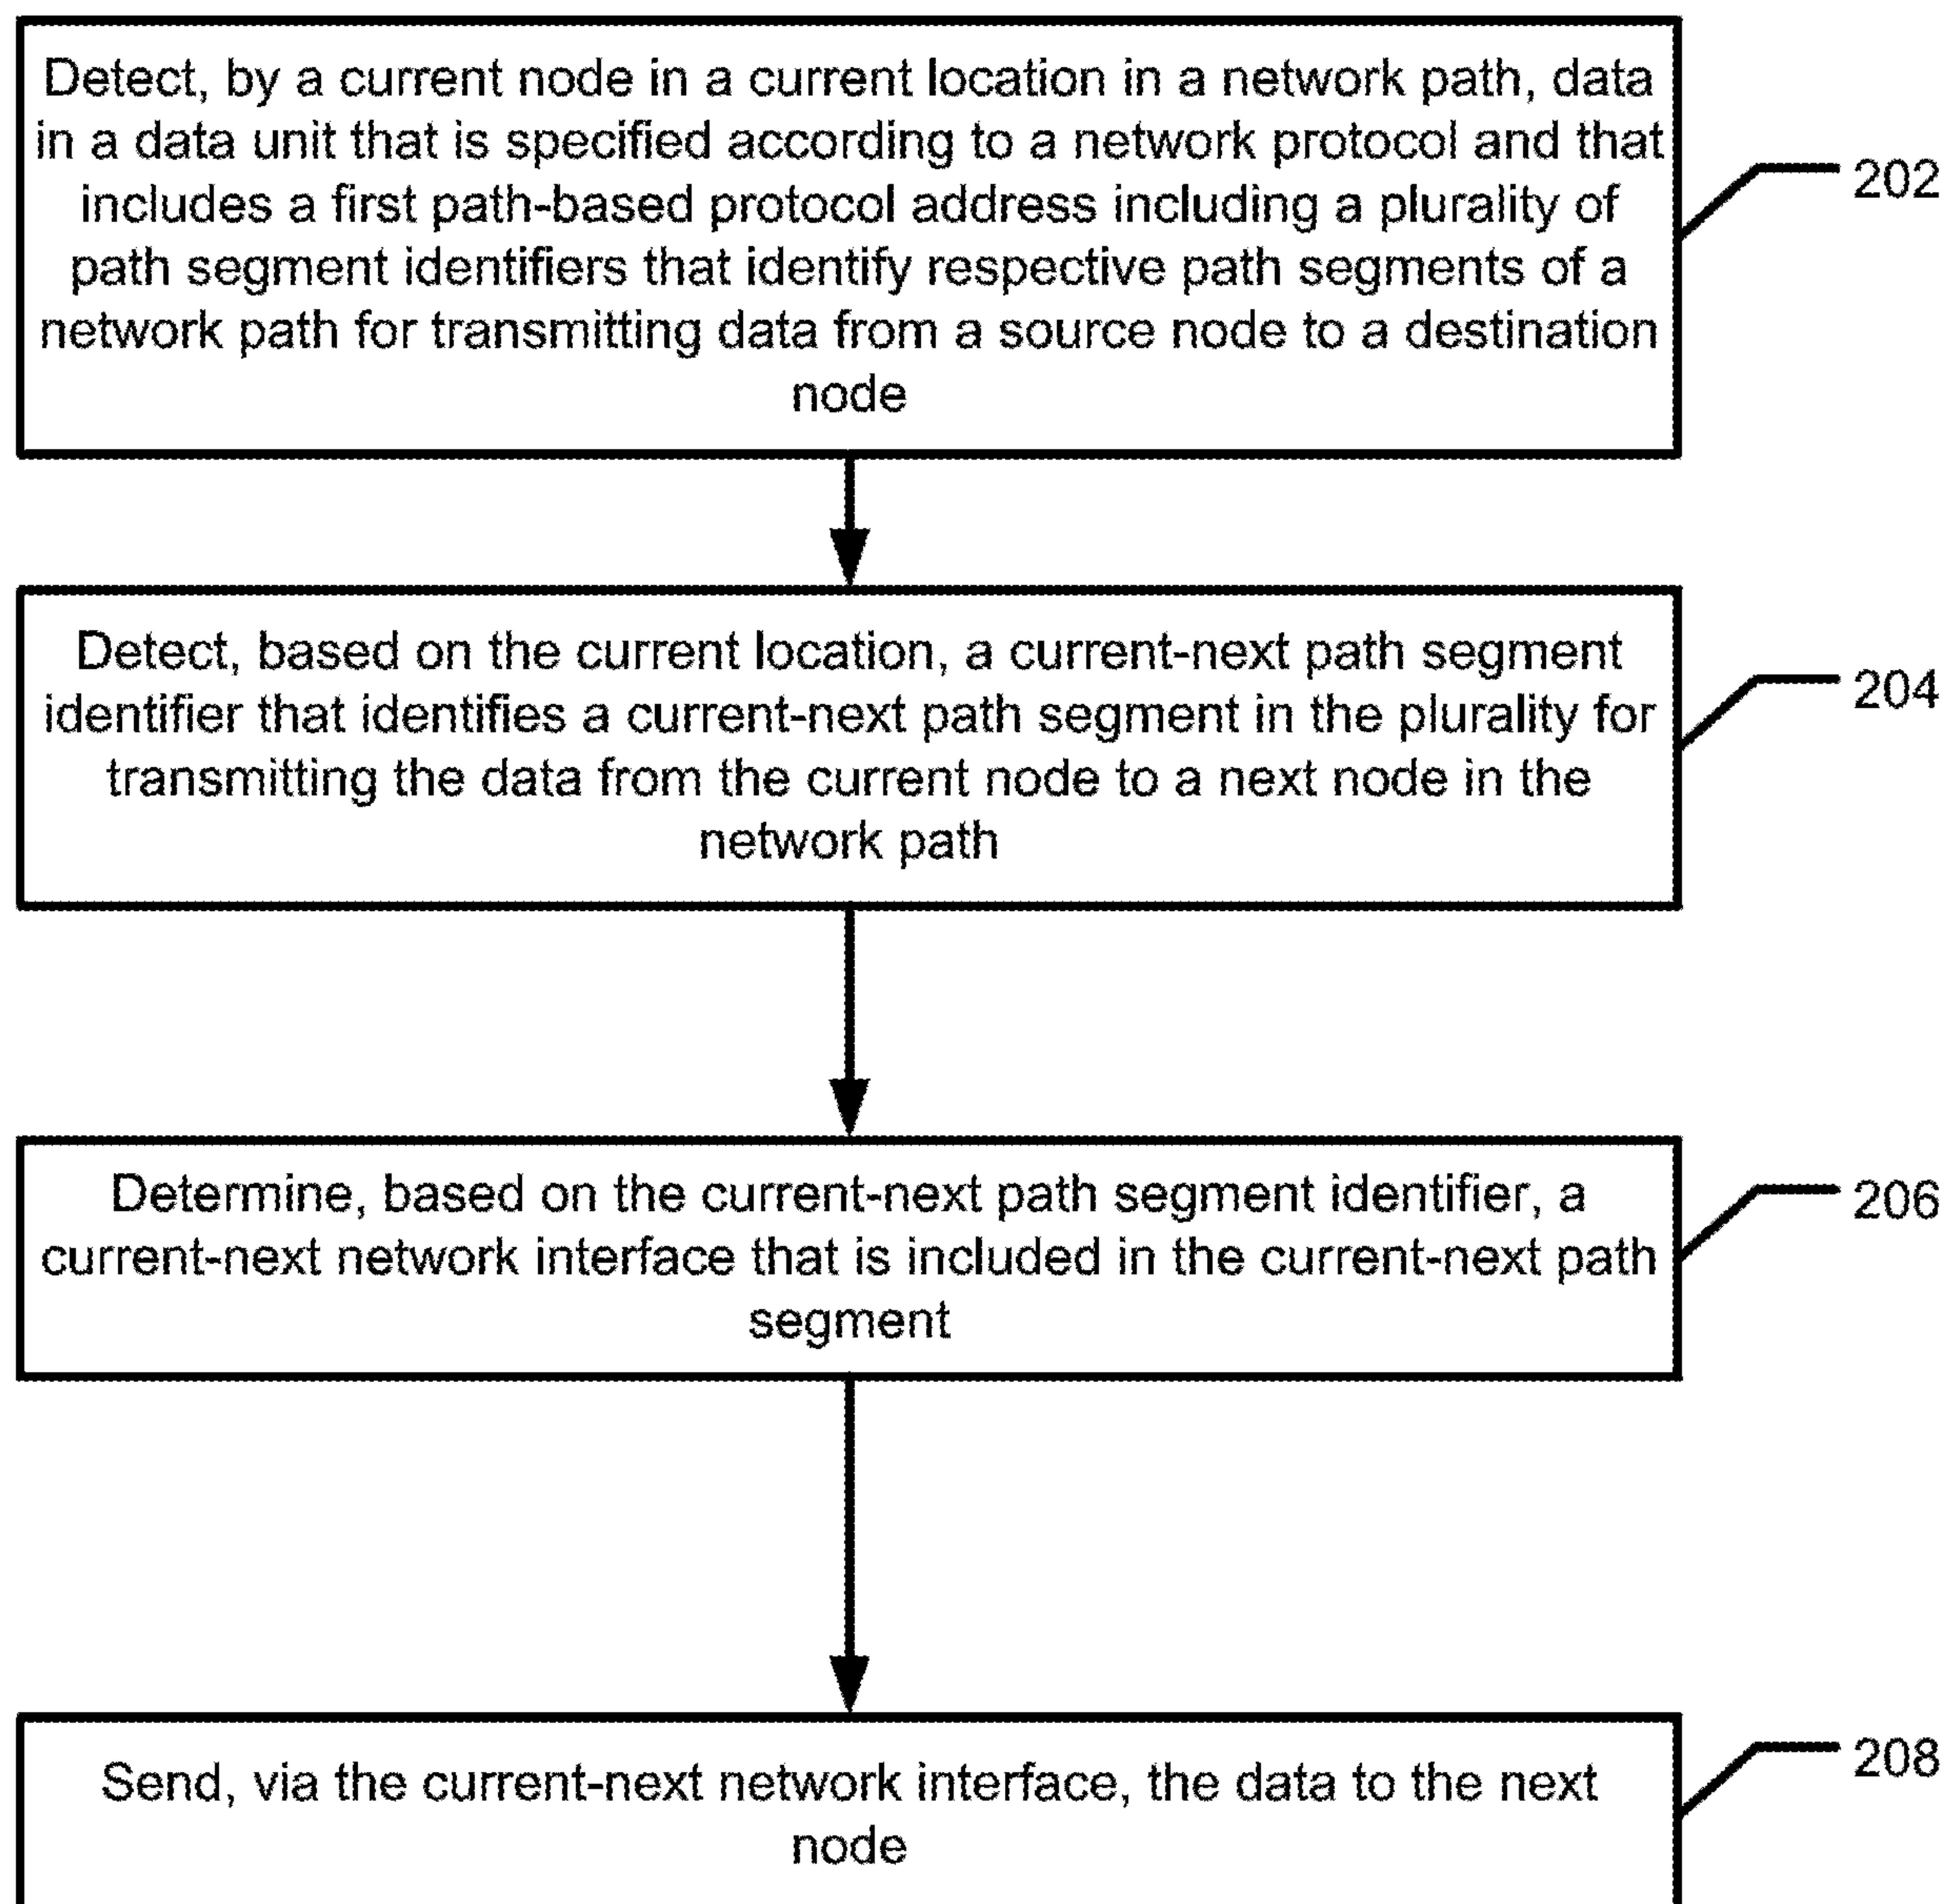 Detect, by a current node in a current location in a network path, data
in a data unit that is specified according to a network protocol and that
includes a first path-based protocol address including a plurality of
path segment identifiers that identify respective path segments of a
network path for transmitting data from a source node to a destination
node
202
Detect, based on the current location, a current-next path segment
identifier that identifies a current-next path segment in the plurality for
transmitting the data from the current node to a next node in the
network path
204
Determine, based on the current-next path segment identifier, a
current-next network interface that is included in the current-next path
segment
206
Send, via the current-next network interface, the data to the next
node
208